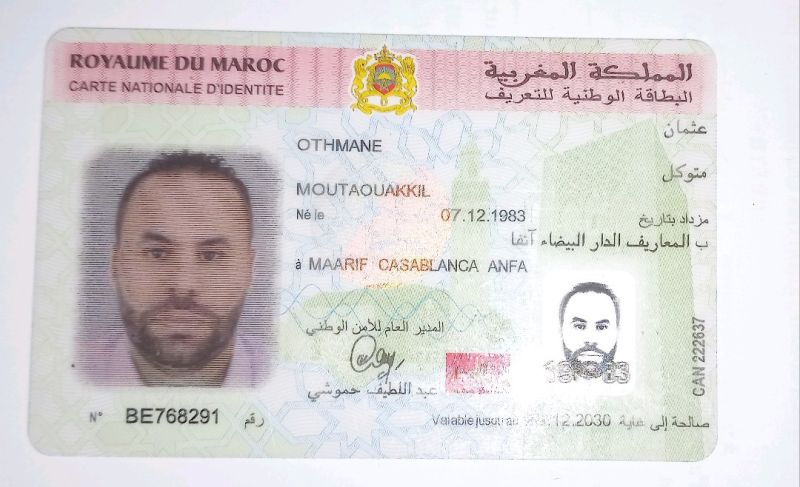 ROYAUME DU MAROC
المملكة المغربية
CARTE NATIONALE D'IDENTITE
البطاقة الوطنية للتعريف
عثمان
OTHMANE
متوكل
MOUTAOUAKKIL
Né le 07.12.1983 مزداد بتاريخ
ب المعاريف الدار البيضاء آنفا
à MAARIF CASABLANCA ANFA
المدير العام للأمن الوطني
عبد اللطيف حموشي
CAN 222637
N° BE768291 رقم
Valable jusqu'au .12.2030 صالحة إلى غاية